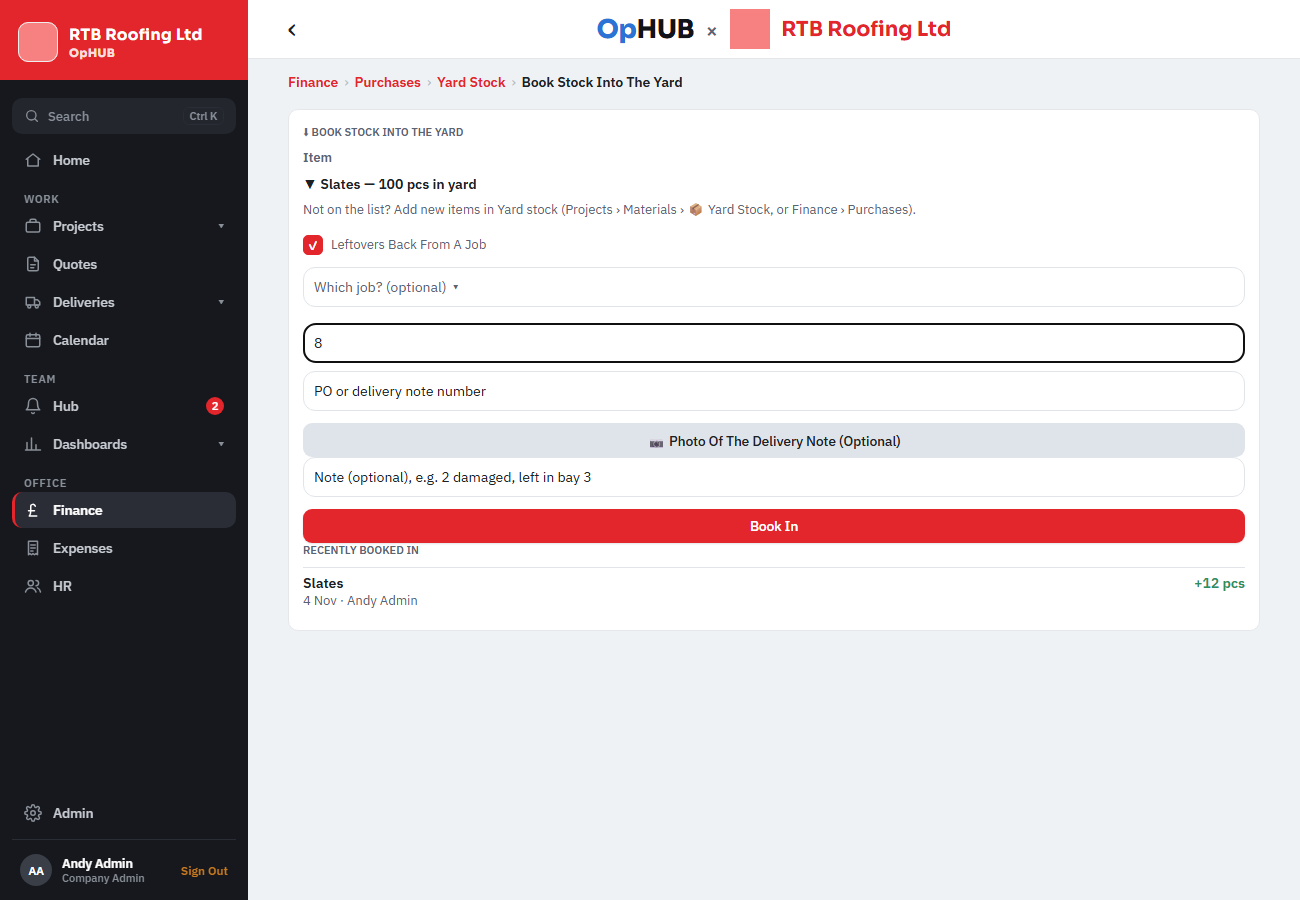 RTB Roofing Ltd
OpHUB
Search Ctrl K
Home
WORK
Projects
Quotes
Deliveries
Calendar
TEAM
Hub 2
Dashboards
OFFICE
£ Finance
Expenses
HR
Admin
AA
Andy Admin
Company Admin
Sign Out
OpHUB × RTB Roofing Ltd
Finance › Purchases › Yard Stock › Book Stock Into The Yard
⬇ BOOK STOCK INTO THE YARD
Item
▼ Slates — 100 pcs in yard
Not on the list? Add new items in Yard stock (Projects › Materials › 📦 Yard Stock, or Finance › Purchases).
Leftovers Back From A Job
Which job? (optional) ▾
8
PO or delivery note number
📷 Photo Of The Delivery Note (Optional)
Note (optional), e.g. 2 damaged, left in bay 3
Book In
RECENTLY BOOKED IN
Slates +12 pcs
4 Nov · Andy Admin